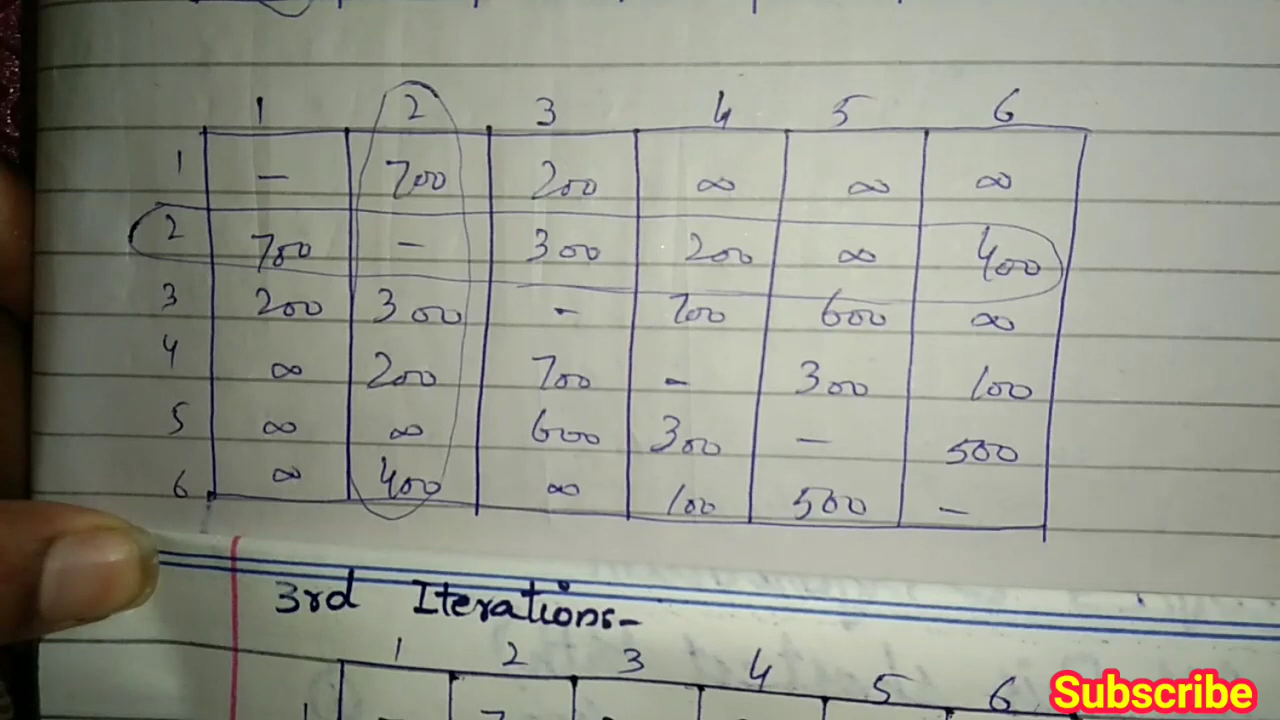 1 2 3 4 5 6
1 - 700 200 ∞ ∞ ∞
2 700 - 300 200 ∞ 400
3 200 300 - 700 600 ∞
4 ∞ 200 700 - 300 100
5 ∞ ∞ 600 300 - 500
6 ∞ 400 ∞ 100 500 -
3rd Iterations-
1 2 3 4 5 6
Subscribe